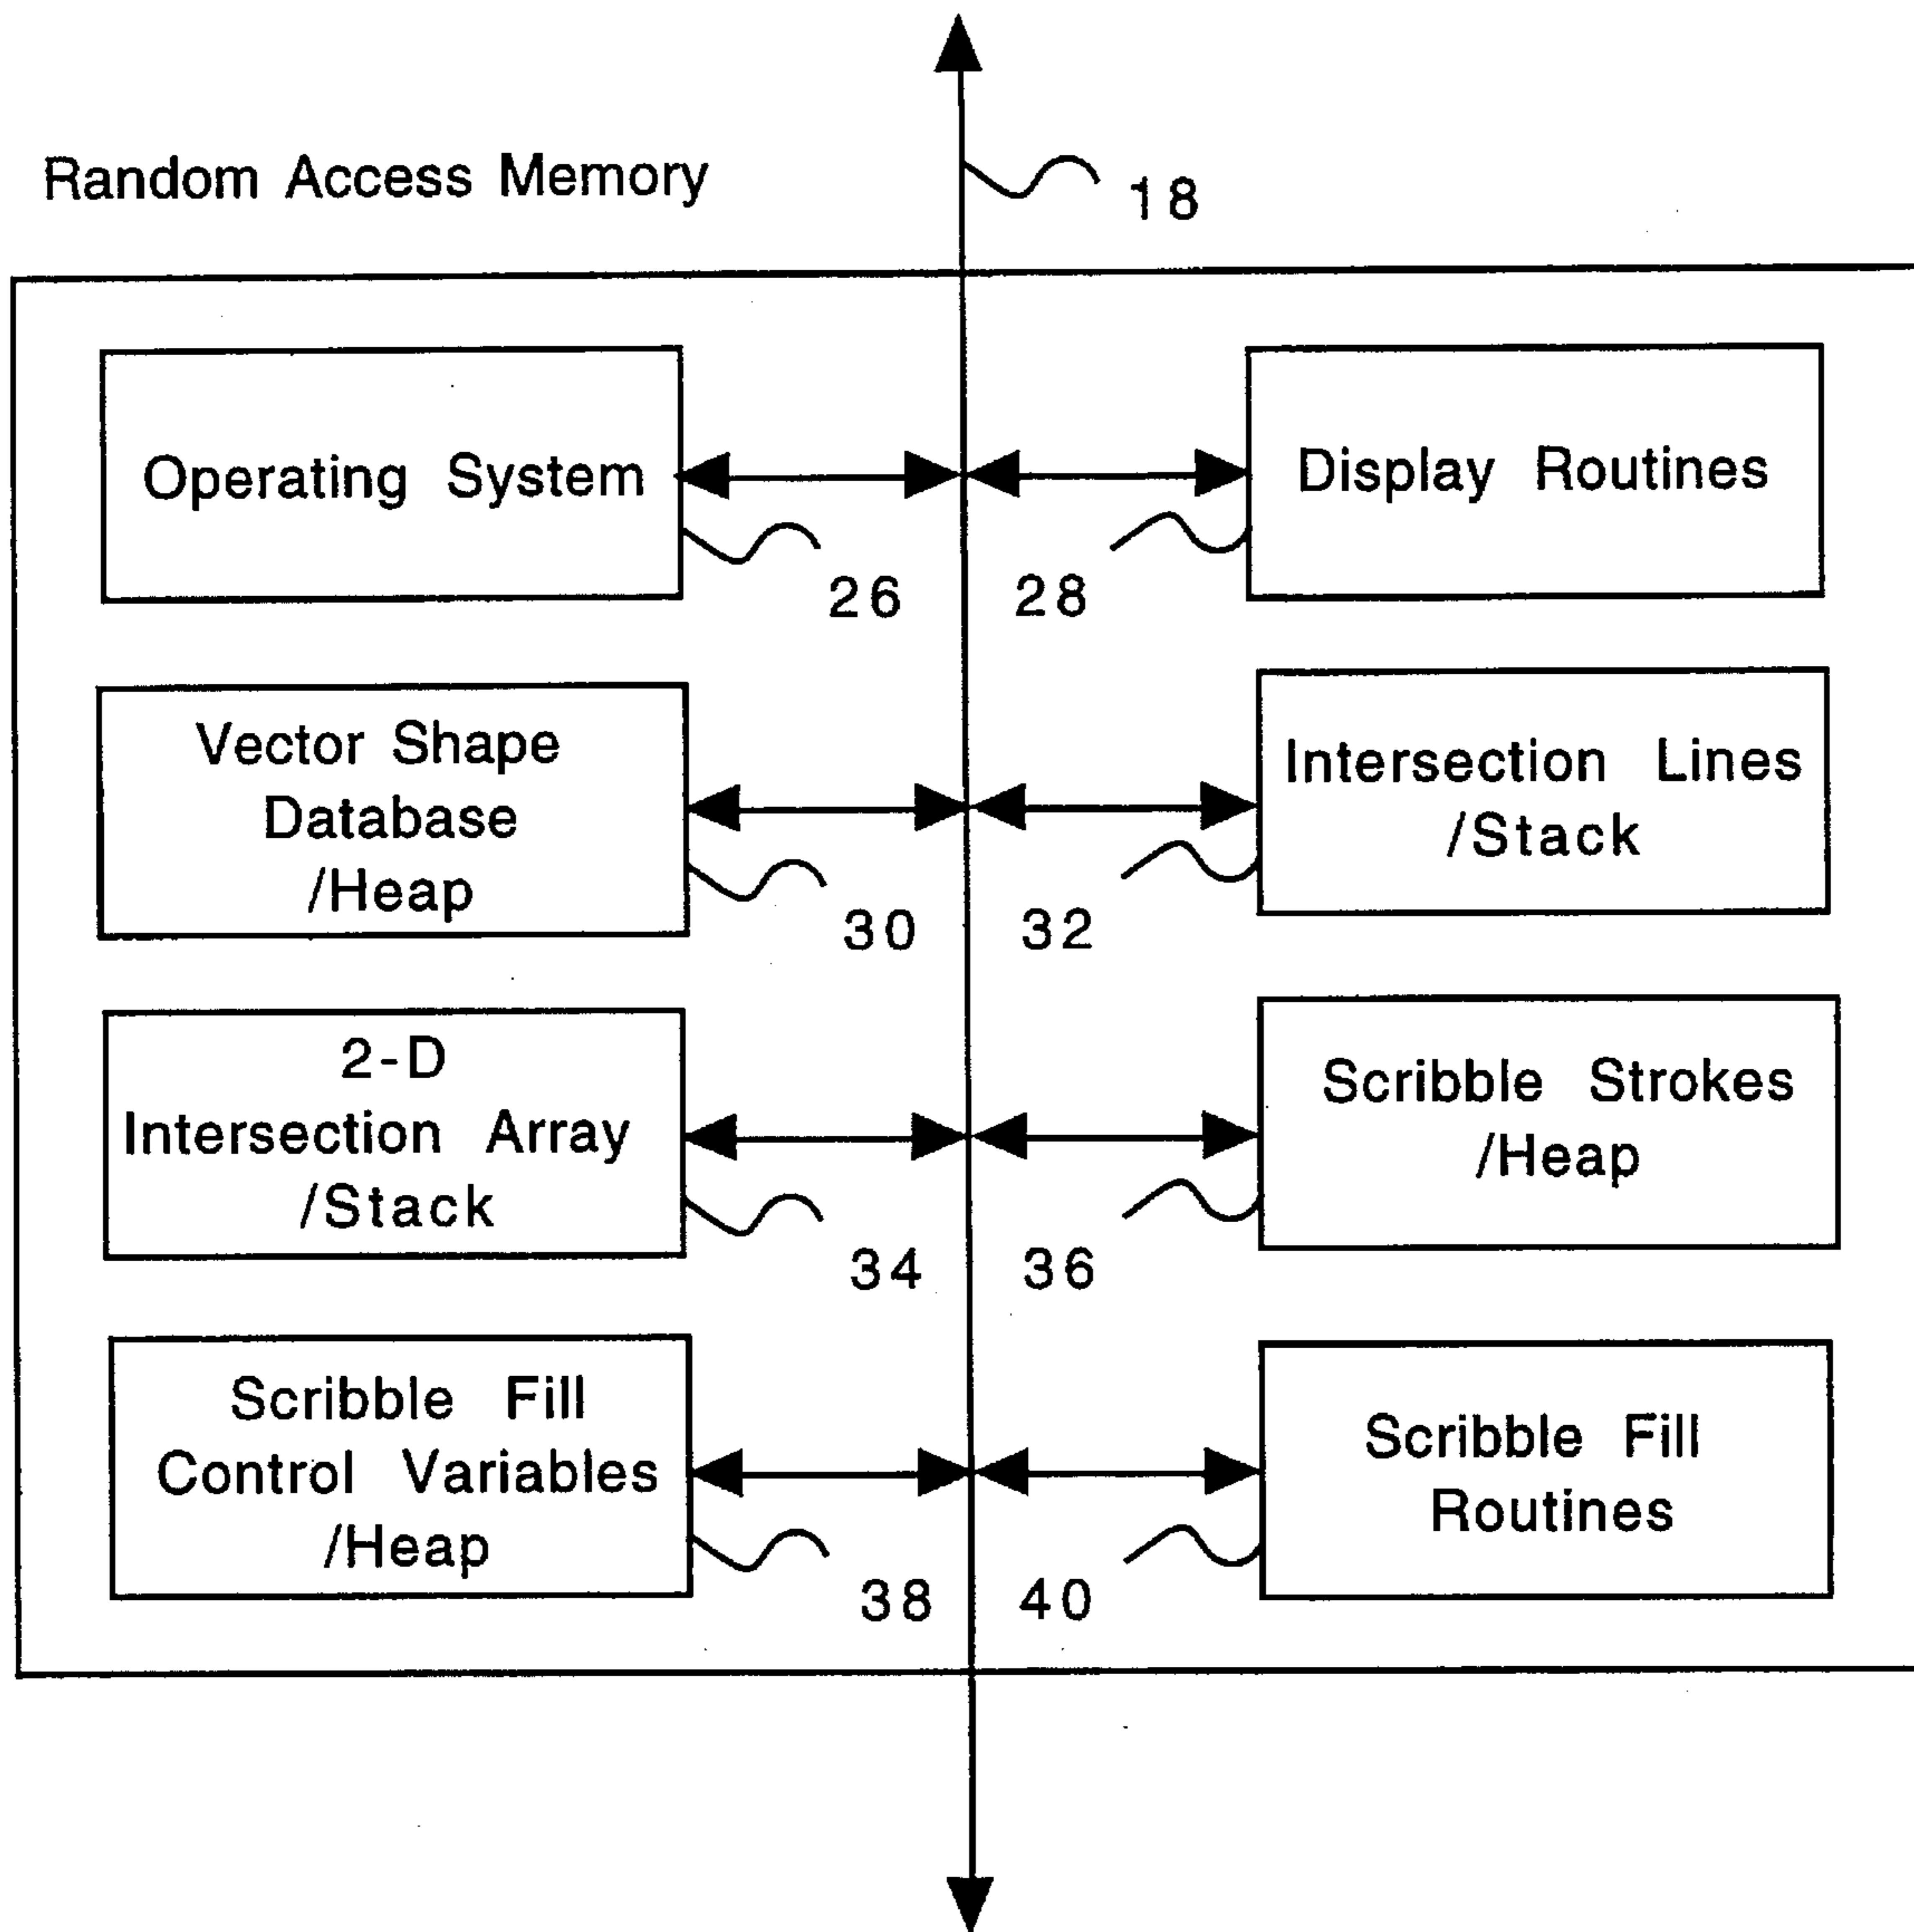 Random Access Memory
18
Operating System
26
Display Routines
28
Vector Shape
Database
/Heap
30
Intersection Lines
/Stack
32
2-D
Intersection Array
/Stack
34
Scribble Strokes
/Heap
36
Scribble Fill
Control Variables
/Heap
38
Scribble Fill
Routines
40